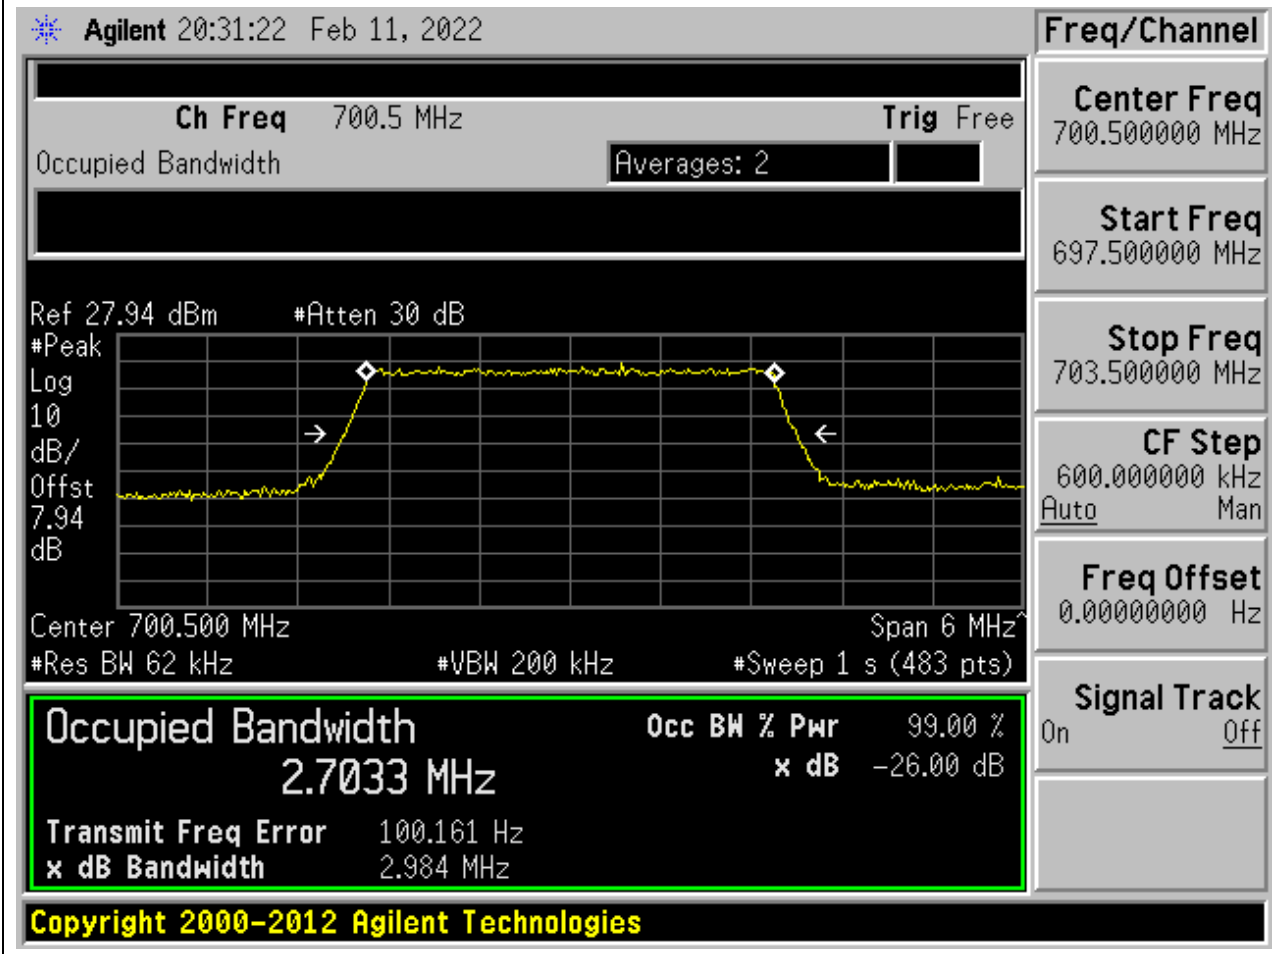 Agilent 20:31:22 Feb 11, 2022
Freq/Channel
Ch Freq 700.5 MHz Trig Free
Occupied Bandwidth Averages: 2
Center Freq
700.500000 MHz
Start Freq
697.500000 MHz
Stop Freq
703.500000 MHz
CF Step
600.000000 kHz
Auto Man
Freq Offset
0.00000000 Hz
Signal Track
On Off
Ref 27.94 dBm #Atten 30 dB
#Peak
Log
10
dB/
Offst
7.94
dB
Center 700.500 MHz Span 6 MHz^
#Res BW 62 kHz #VBW 200 kHz #Sweep 1 s (483 pts)
Occupied Bandwidth Occ BW % Pwr 99.00 %
2.7033 MHz x dB -26.00 dB
Transmit Freq Error 100.161 Hz
x dB Bandwidth 2.984 MHz
Copyright 2000-2012 Agilent Technologies